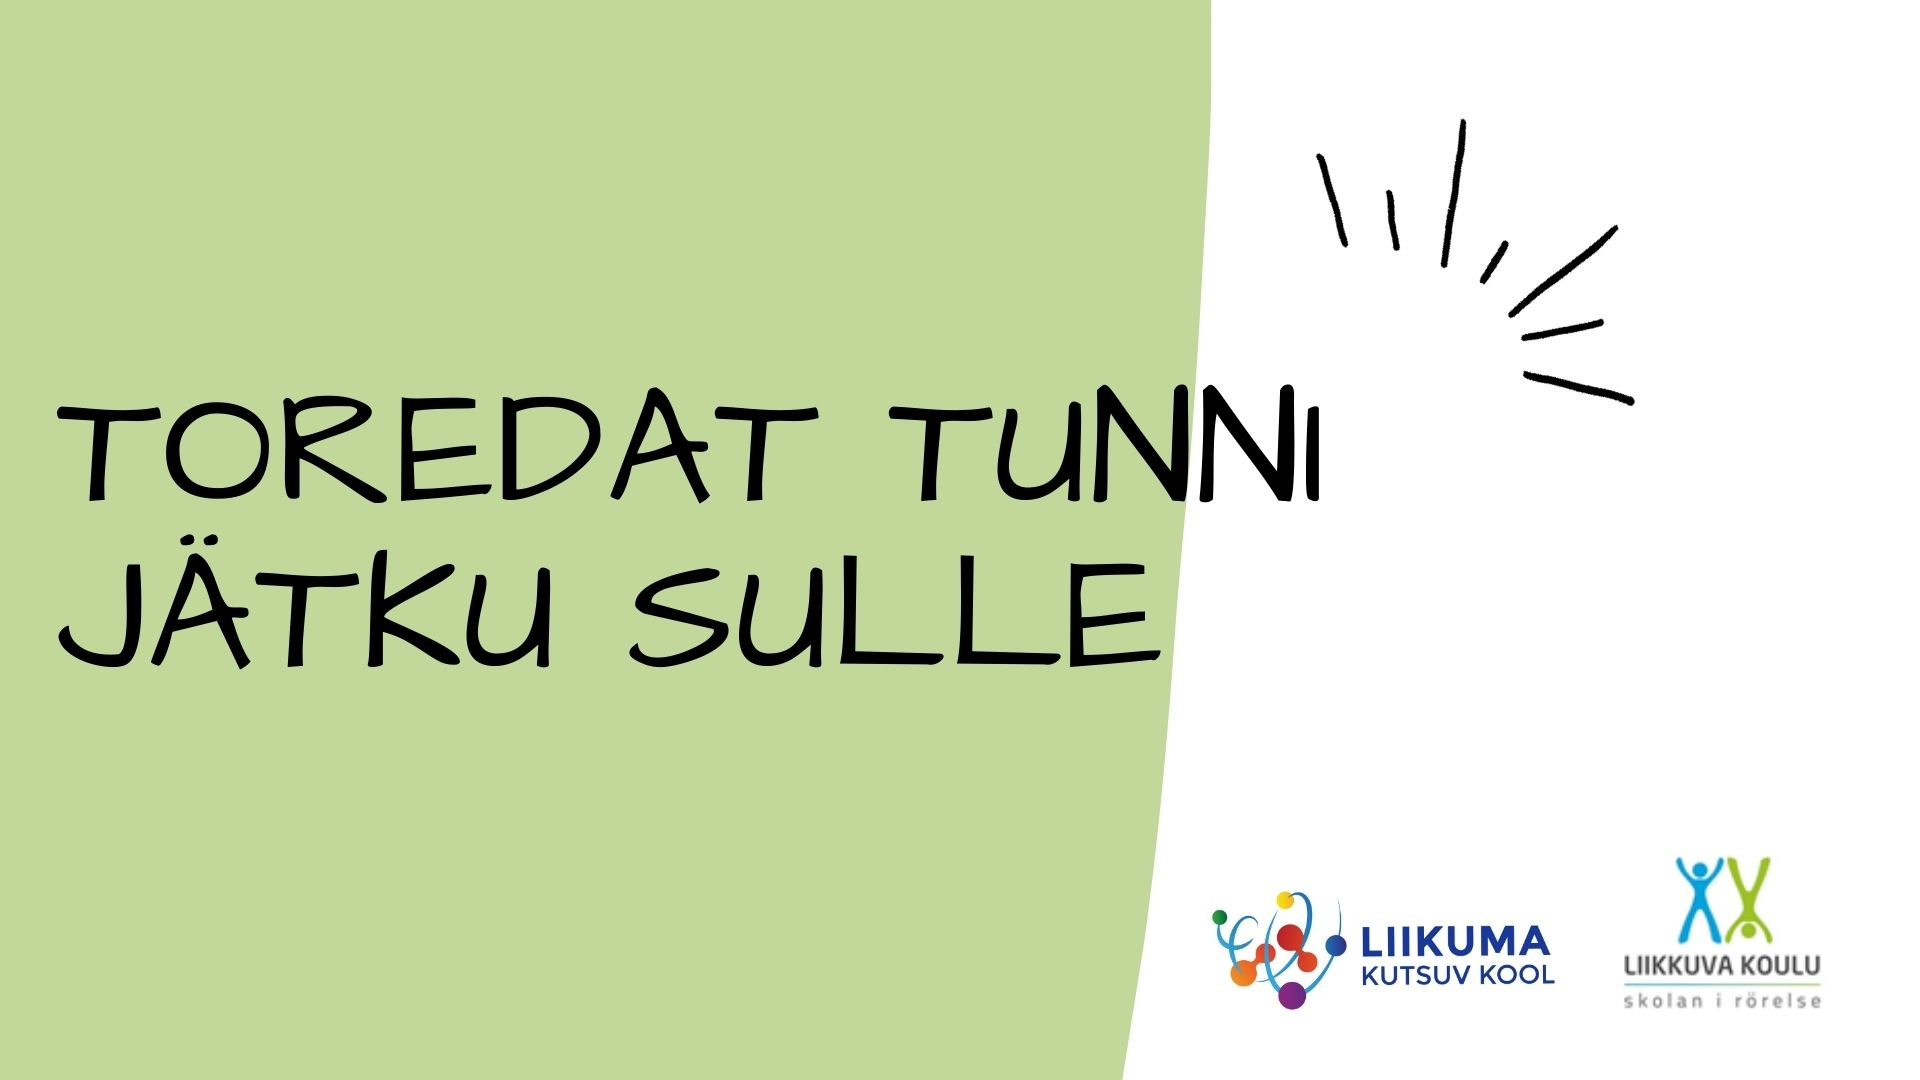 TOREDAT TUNNI
JÄTKU SULLE
LIIKUMA
KUTSUV KOOL
LIIKKUVA KOULU
skolan i rörelse